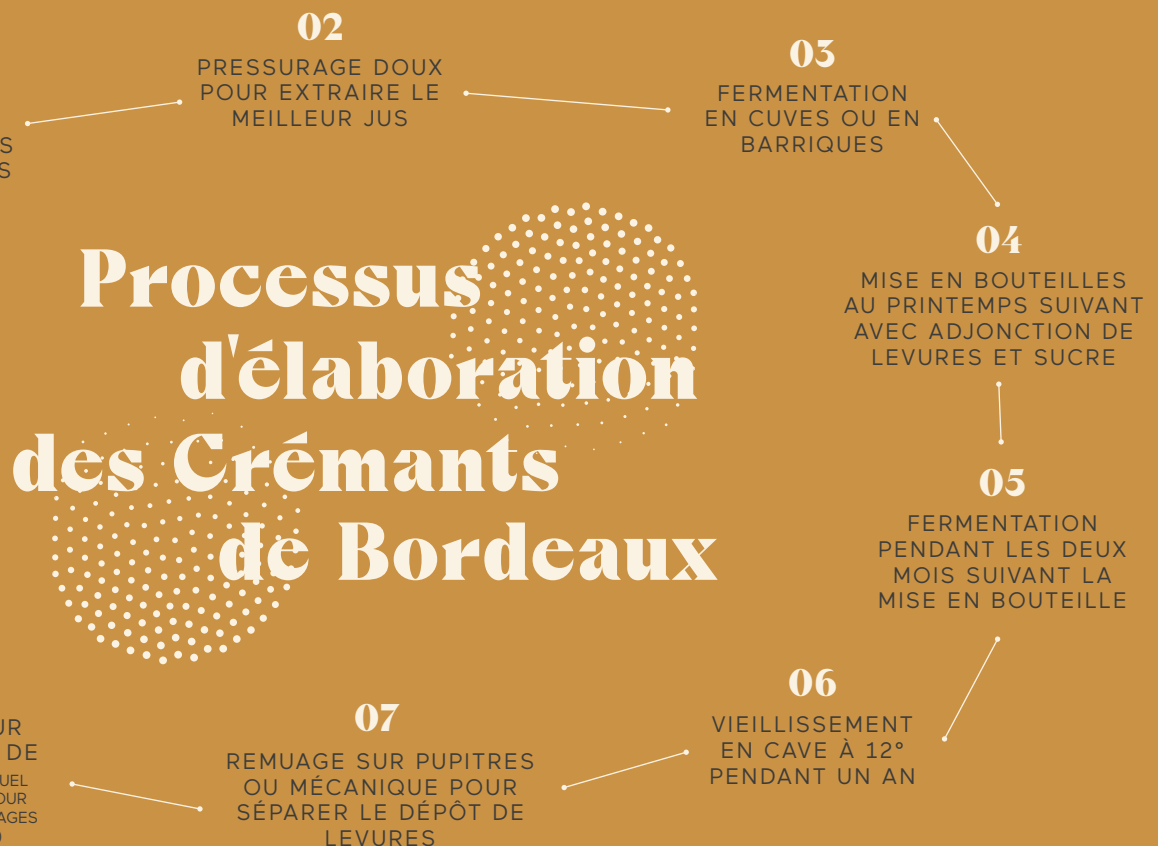 02
PRESSURAGE DOUX
POUR EXTRAIRE LE
MEILLEUR JUS
03
FERMENTATION
EN CUVES OU EN
BARRIQUES
04
MISE EN BOUTEILLES
AU PRINTEMPS SUIVANT
AVEC ADJONCTION DE
LEVURES ET SUCRE
Processus
d'élaboration
des Crémants
de Bordeaux
05
FERMENTATION
PENDANT LES DEUX
MOIS SUIVANT LA
MISE EN BOUTEILLE
06
VIEILLISSEMENT
EN CAVE À 12°
PENDANT UN AN
07
REMUAGE SUR PUPITRES
OU MÉCANIQUE POUR
SÉPARER LE DÉPÔT DE
LEVURES
DE